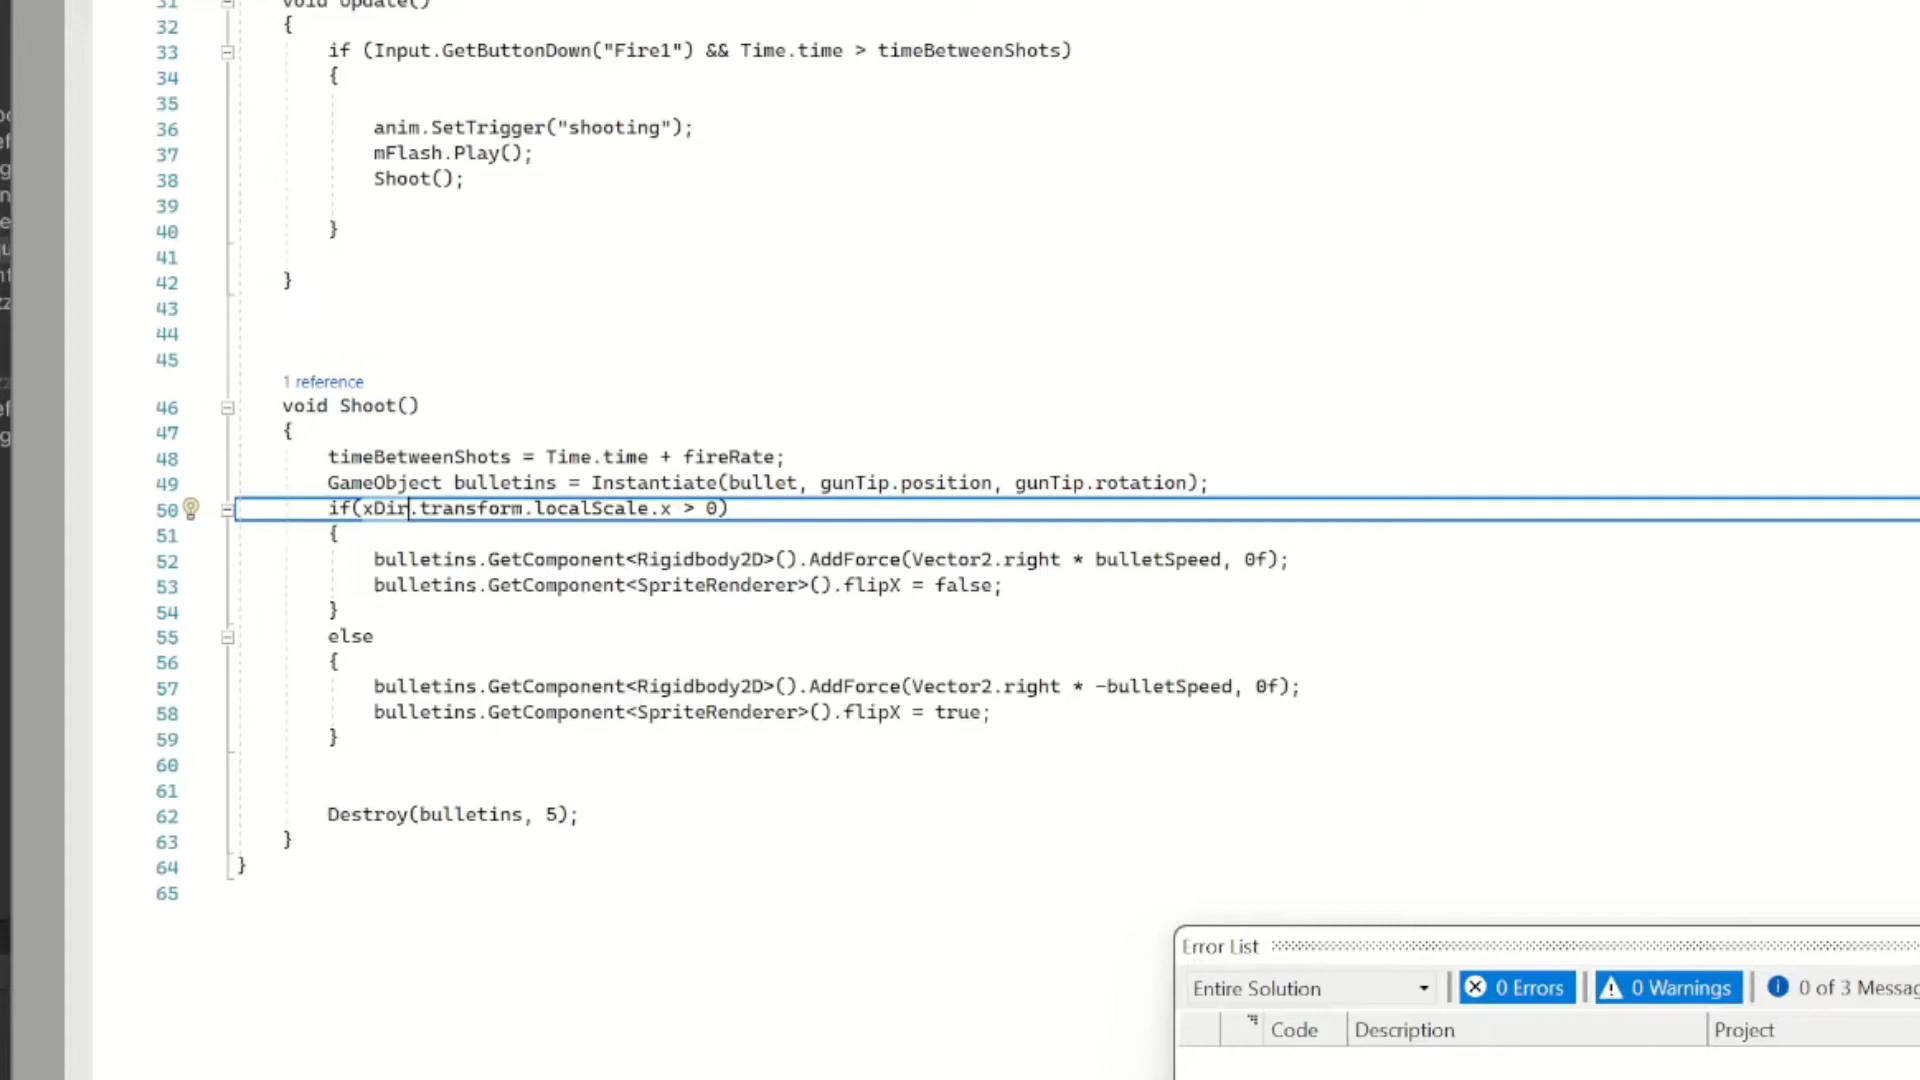 31 void Update()
32 {
33 if (Input.GetButtonDown("Fire1") && Time.time > timeBetweenShots)
34 {
35
36 anim.SetTrigger("shooting");
37 mFlash.Play();
38 Shoot();
39
40 }
41
42 }
43
44
45
1 reference
46 void Shoot()
47 {
48 timeBetweenShots = Time.time + fireRate;
49 GameObject bulletins = Instantiate(bullet, gunTip.position, gunTip.rotation);
50 if(xDir.transform.localScale.x > 0)
51 {
52 bulletins.GetComponent<Rigidbody2D>().AddForce(Vector2.right * bulletSpeed, 0f);
53 bulletins.GetComponent<SpriteRenderer>().flipX = false;
54 }
55 else
56 {
57 bulletins.GetComponent<Rigidbody2D>().AddForce(Vector2.right * -bulletSpeed, 0f);
58 bulletins.GetComponent<SpriteRenderer>().flipX = true;
59 }
60
61
62 Destroy(bulletins, 5);
63 }
64 }
65
Error List
Entire Solution 0 Errors 0 Warnings 0 of 3 Messag
Code Description Project